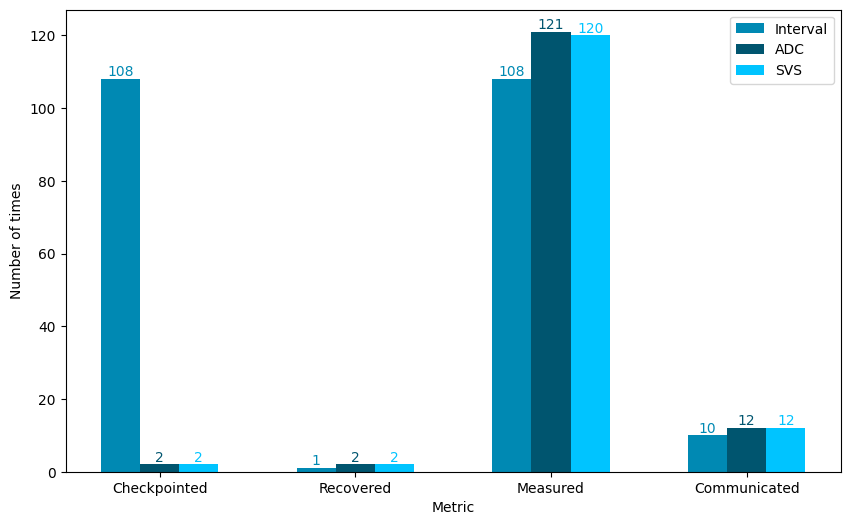 120
100
80
60
40
20
0
Number of times
108
2
2
1
2
2
108
121
120
10
12
12
Interval
ADC
SVS
Checkpointed
Recovered
Measured
Communicated
Metric